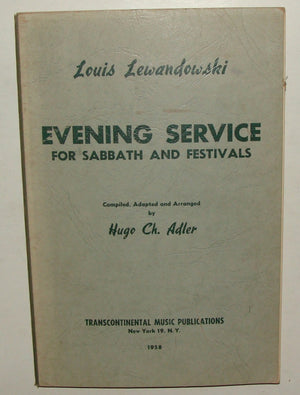 Louis Lewandowski
EVENING SERVICE
FOR SABBATH AND FESTIVALS
Compiled, Adapted and Arranged
by
Hugo Ch. Adler
TRANSCONTINENTAL MUSIC PUBLICATIONS
New York 19, N. Y.
1958